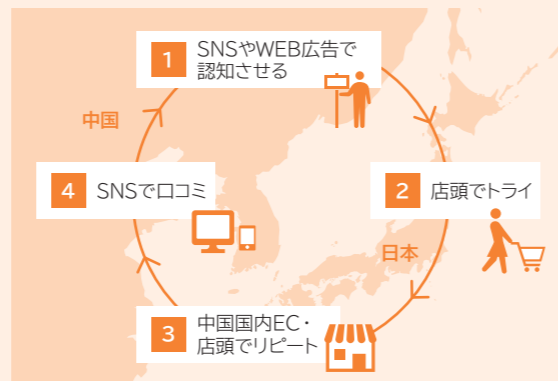 1
SNSやWEB広告で
認知させる
中国
4
SNSで口コミ
2
店頭でトライ
日本
3
中国国内EC・
店頭でリピート